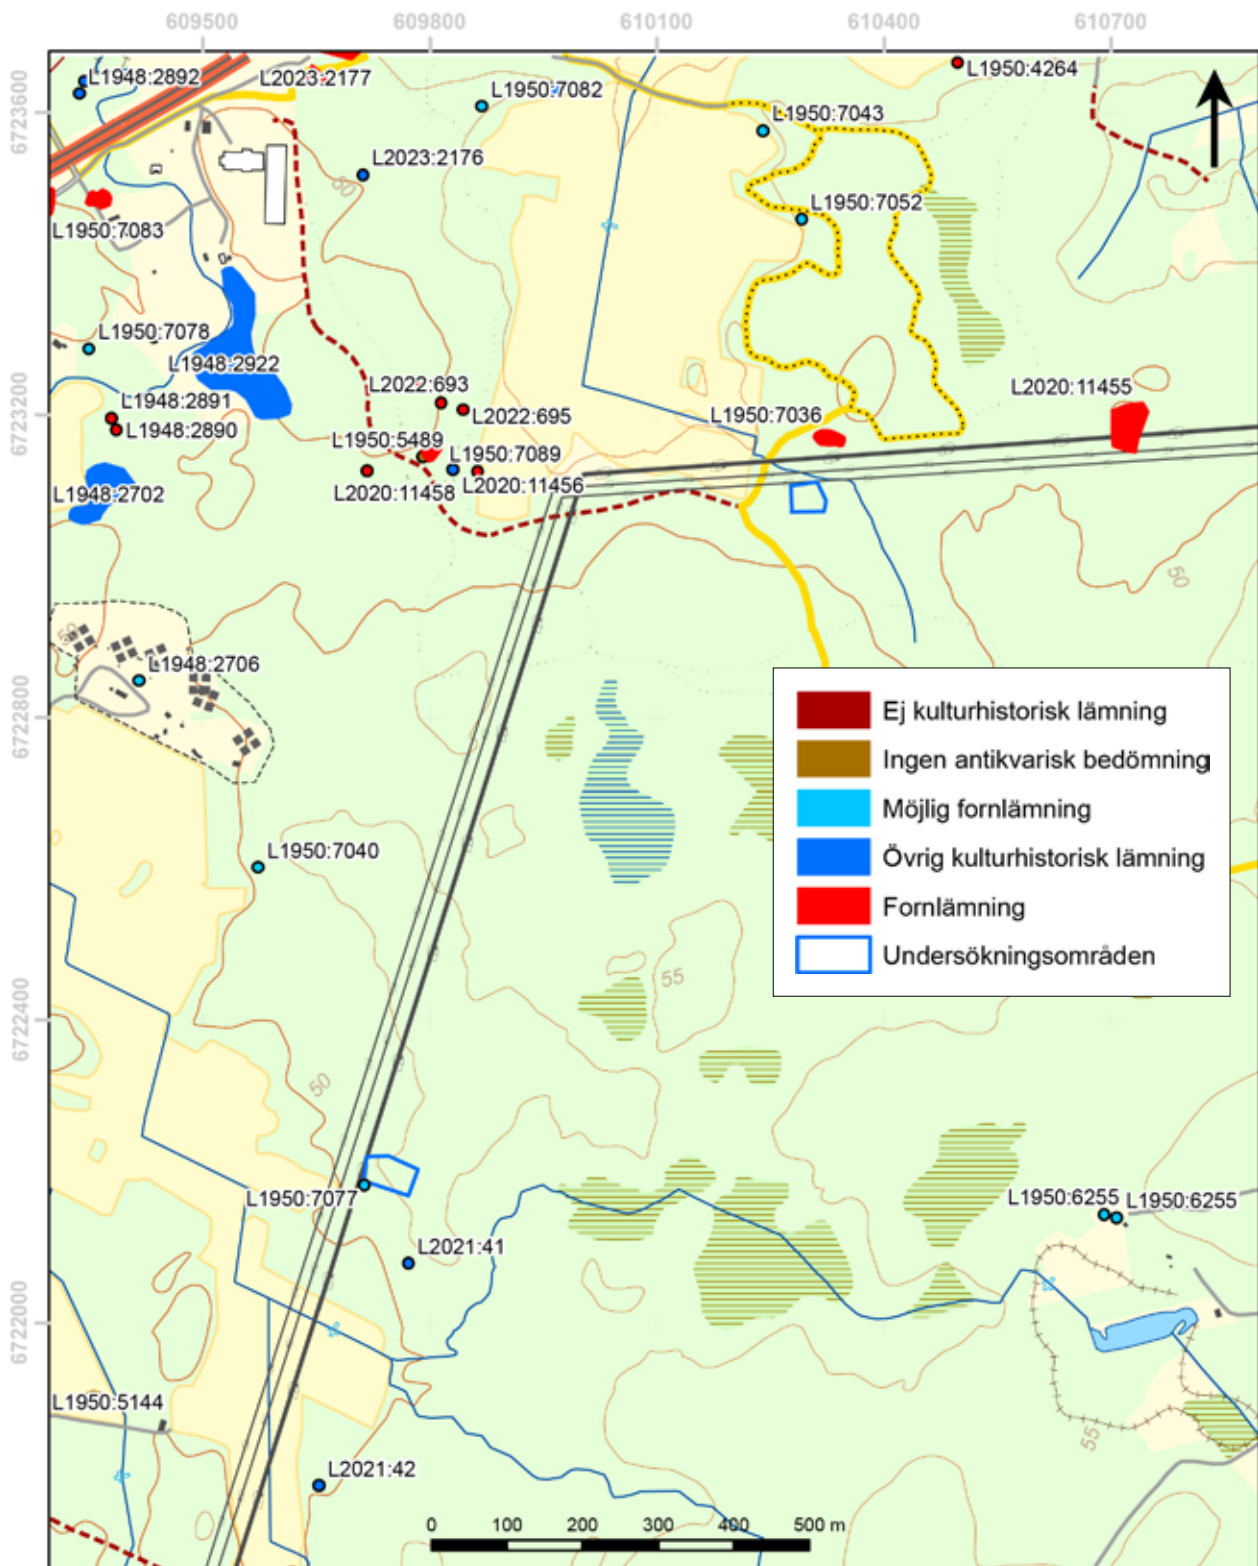 609500 609800 610100 610400 610700
6723600
6723200
6722800
6722400
6722000
L1948:2892
L2023:2177
L1950:7082
L1950:4264
L1950:7043
L2023:2176
50
L1950:7083
L1950:7052
L1950:7078
L1948:2922
L2022:693
L2022:695
L2020:11455
L1948:2891
L1948:2890
L1950:5489
L1950:7036
L1950:7089
L2020:11458
L2020:11456
L1948:2702
50
50
L1948:2706
Ej kulturhistorisk lämning
Ingen antikvarisk bedömning
Möjlig fornlämning
Övrig kulturhistorisk lämning
Fornlämning
Undersökningsområden
L1950:7040
55
50
L1950:7077
L1950:6255
L1950:6255
L2021:41
L1950:5144
55
L2021:42
0 100 200 300 400 500 m